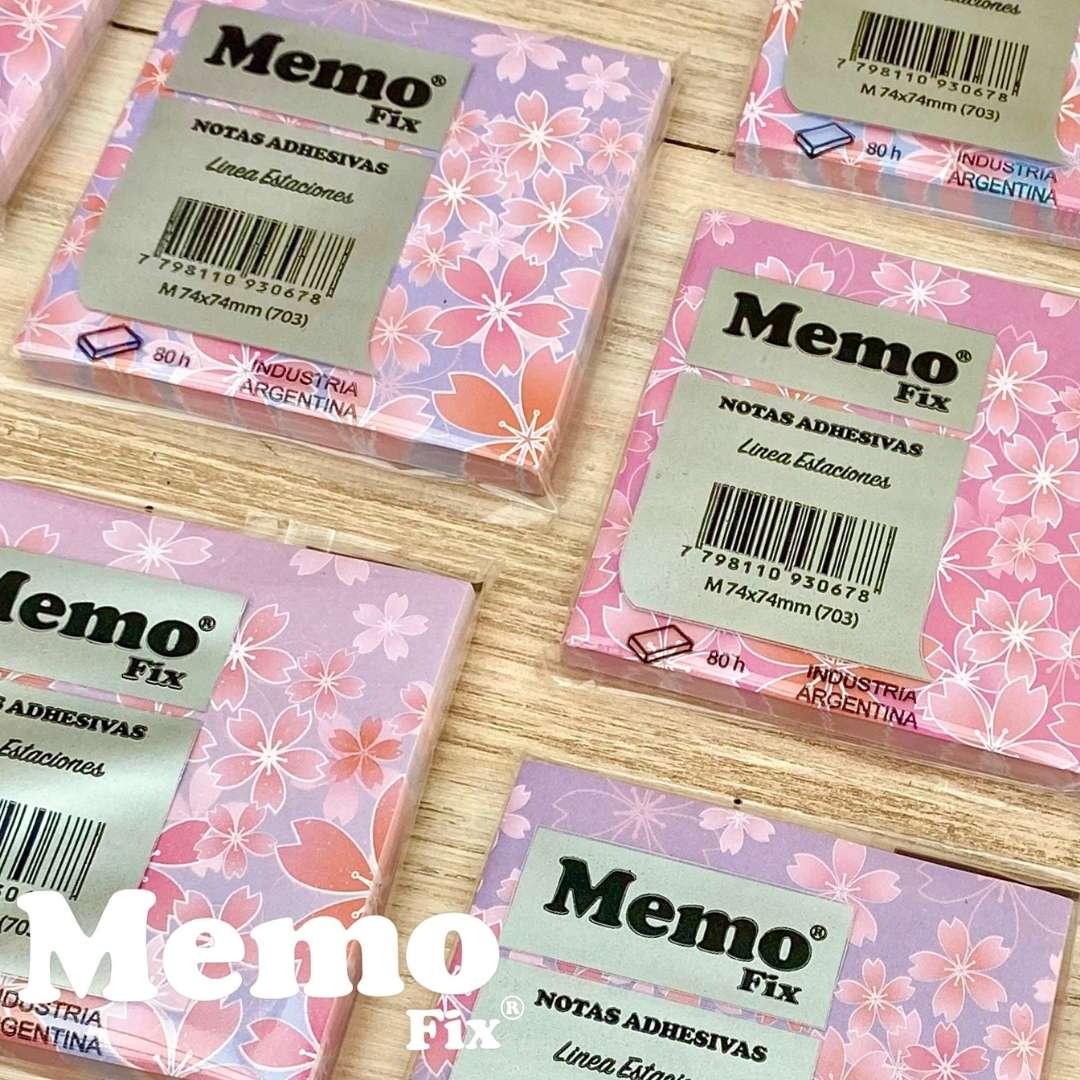 Memo®
Fix
NOTAS ADHESIVAS
Linea Estaciones
7 798110 930678
M 74x74mm (703)
80 h
INDUSTRIA
ARGENTINA
7 798110 930678
M 74x74mm (703)
80 h
INDUSTRIA
ARGENTINA
Memo®
Fix
NOTAS ADHESIVAS
Linea Estaciones
7 798110 930678
M 74x74mm (703)
80 h
INDUSTRIA
ARGENTINA
Memo®
Fix
ADHESIVAS
Estaciones
Memo®
Fix
NOTAS ADHESIVAS
Linea
Memo
Fix®